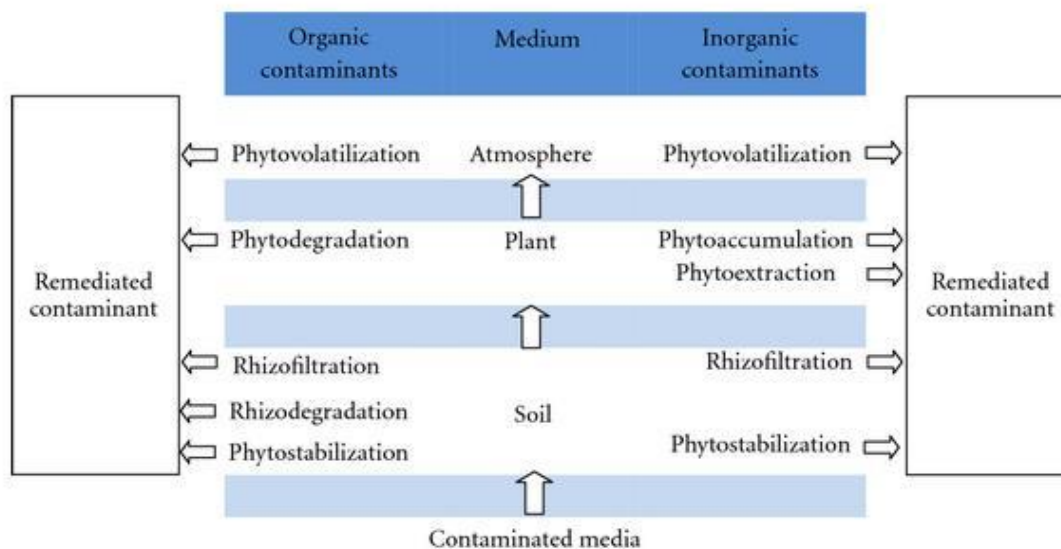 Organic contaminants
Medium
Inorganic contaminants
Phytovolatilization
Atmosphere
Phytovolatilization
Phytodegradation
Plant
Phytoaccumulation
Phytoextraction
Remediated contaminant
Remediated contaminant
Rhizofiltration
Rhizofiltration
Rhizodegradation
Soil
Phytostabilization
Phytostabilization
Contaminated media